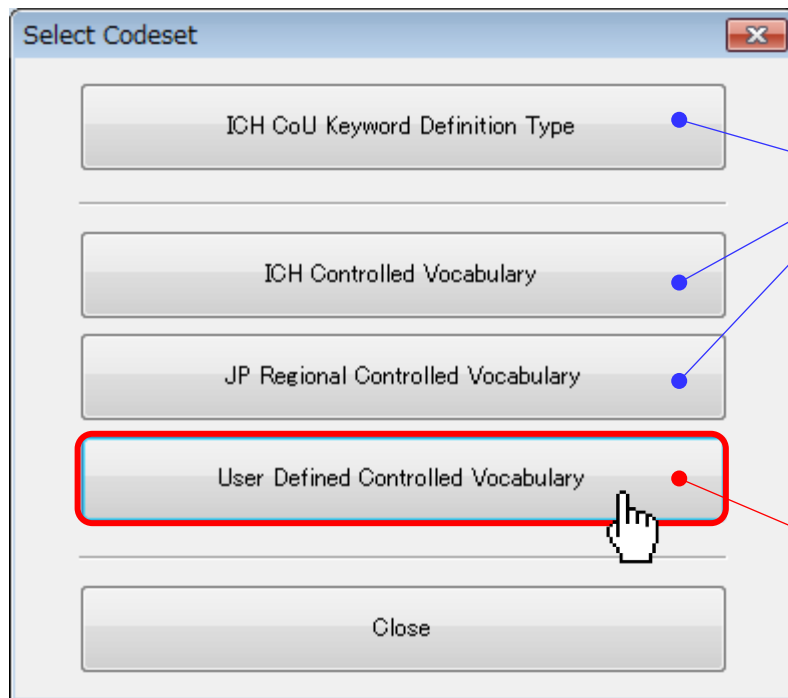 Select Codeset
ICH CoU Keyword Definition Type
ICH Controlled Vocabulary
JP Regional Controlled Vocabulary
User Defined Controlled Vocabulary
Close